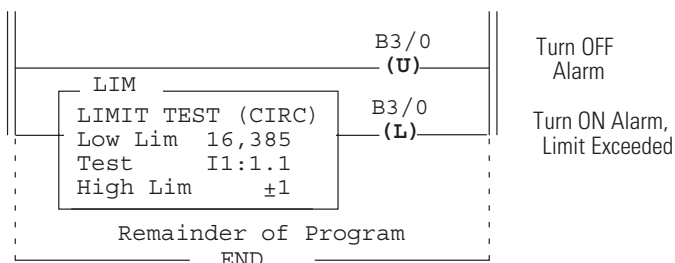 B3/0
(U)
Turn OFF
Alarm
LIM
LIMIT TEST (CIRC)
Low Lim 16,385
Test I1:1.1
High Lim ±1
B3/0
(L)
Turn ON Alarm,
Limit Exceeded
Remainder of Program
END